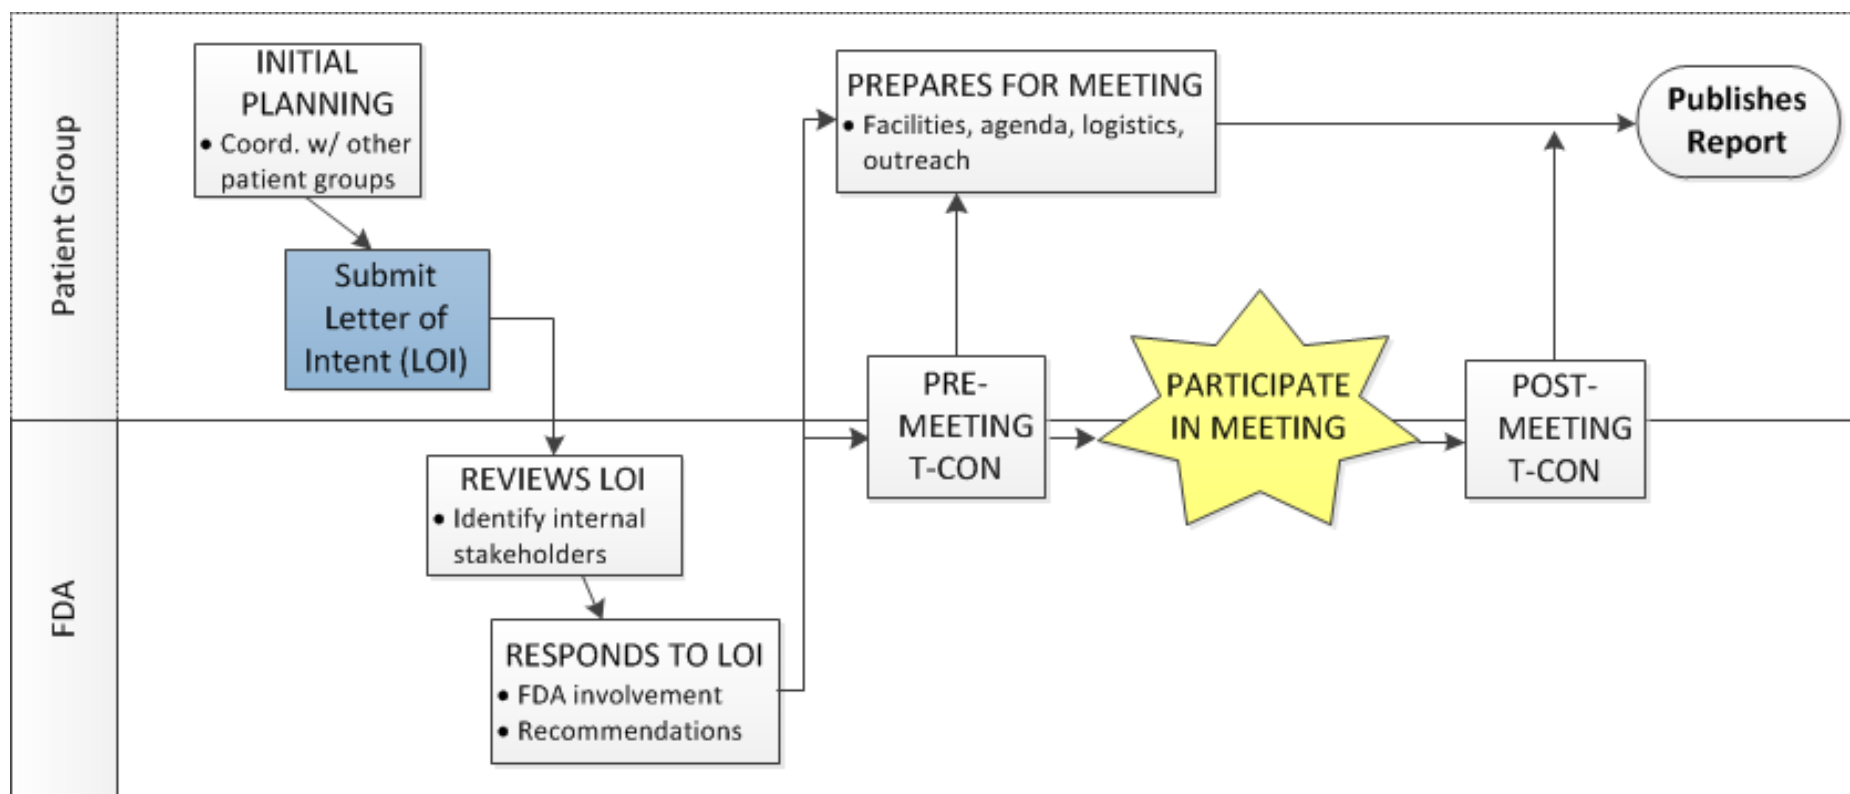 Patient Group
INITIAL
PLANNING
• Coord. w/ other
patient groups
Submit
Letter of
Intent (LOI)
PREPARES FOR MEETING
• Facilities, agenda, logistics,
outreach
Publishes
Report
PRE-
MEETING
T-CON
PARTICIPATE
IN MEETING
POST-
MEETING
T-CON
FDA
REVIEWS LOI
• Identify internal
stakeholders
RESPONDS TO LOI
• FDA involvement
• Recommendations